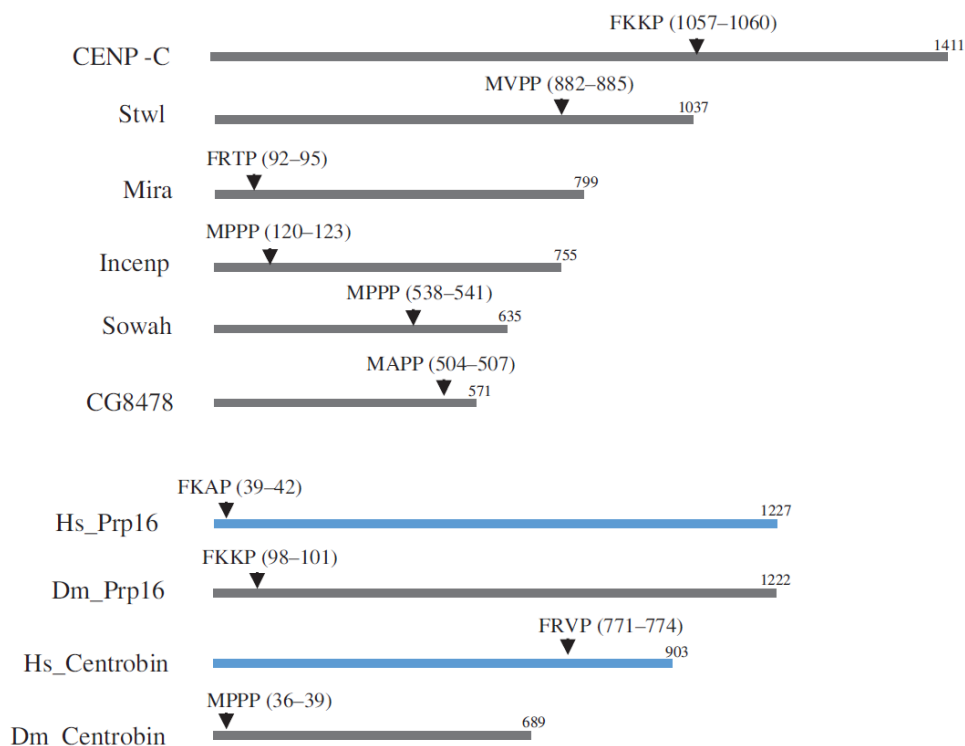 FKKP (1057–1060)
CENP -C
1411
MVPP (882–885)
Stwl
1037
FRTP (92–95)
Mira
799
MPPP (120–123)
Incenp
755
MPPP (538–541)
Sowah
635
MAPP (504–507)
CG8478
571
FKAP (39–42)
Hs_Prp16
1227
FKKP (98–101)
Dm_Prp16
1222
FRVP (771–774)
Hs_Centrobin
903
MPPP (36–39)
Dm_Centrobin
689